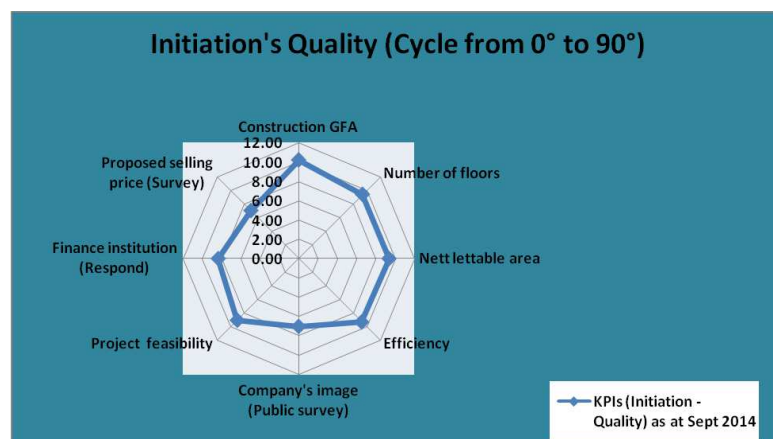 Initiation's Quality (Cycle from 0° to 90°)
Construction GFA
12.00
10.00
8.00
6.00
4.00
2.00
0.00
Number of floors
Nett lettable area
Efficiency
Company's image
(Public survey)
Project feasibility
Finance institution
(Respond)
Proposed selling
price (Survey)
KPIs (Initiation -
Quality) as at Sept 2014